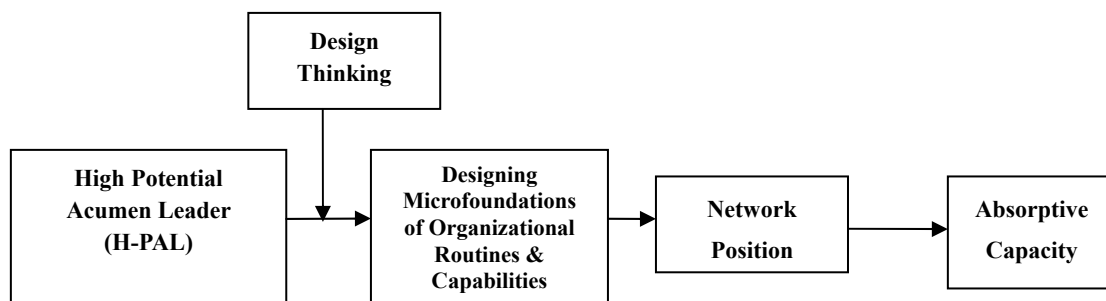 Design
Thinking
High Potential
Acumen Leader
(H-PAL)
Designing
Microfoundations
of Organizational
Routines &
Capabilities
Network
Position
Absorptive
Capacity